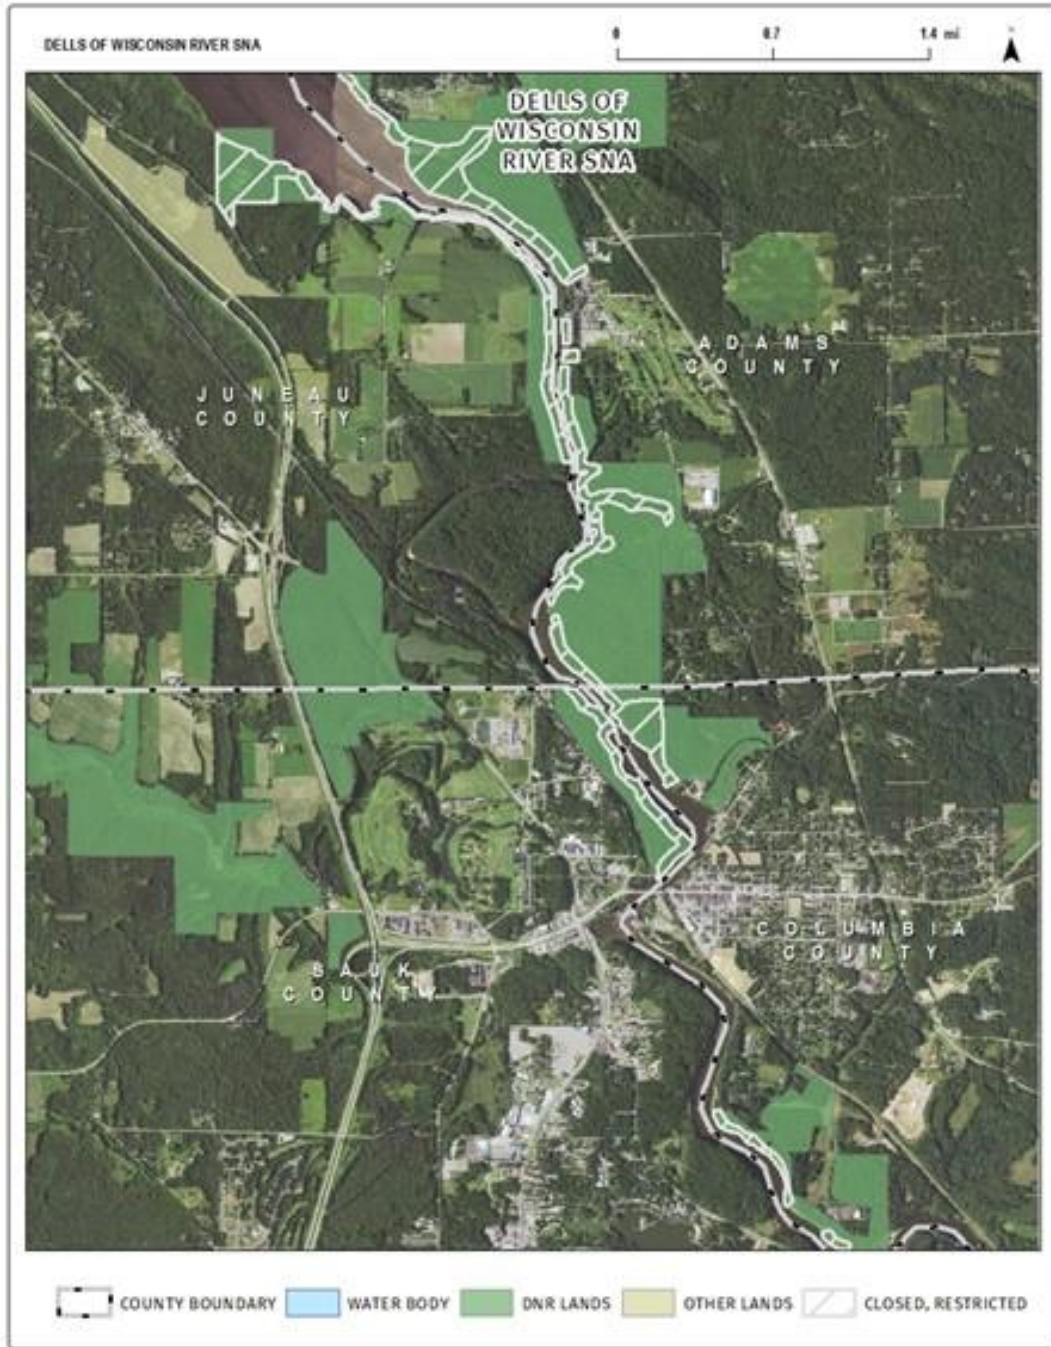 DELLS OF WISCONSIN RIVER SNA
0 0.7 1.4 mi
DELLS OF
WISCONSIN
RIVER SNA
ADAMS
COUNTY
JUNEAU
COUNTY
COLUMBIA
COUNTY
SAUK
COUNTY
COUNTY BOUNDARY WATER BODY DNR LANDS OTHER LANDS CLOSED, RESTRICTED